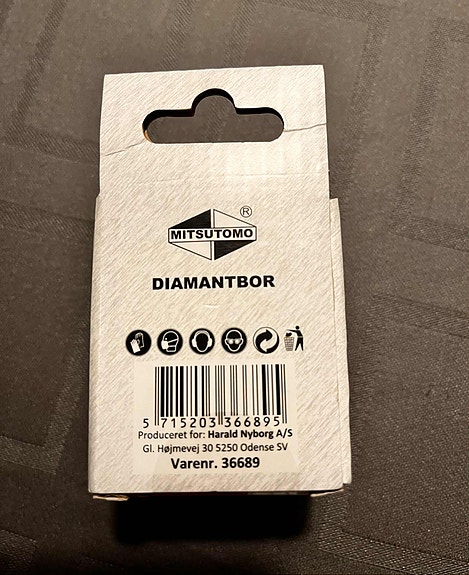 ®
MITSUTOMO
DIAMANTBOR
5 715203 366895
Produceret for: Harald Nyborg A/S
Gl. Højmevej 30 5250 Odense SV
Varenr. 36689